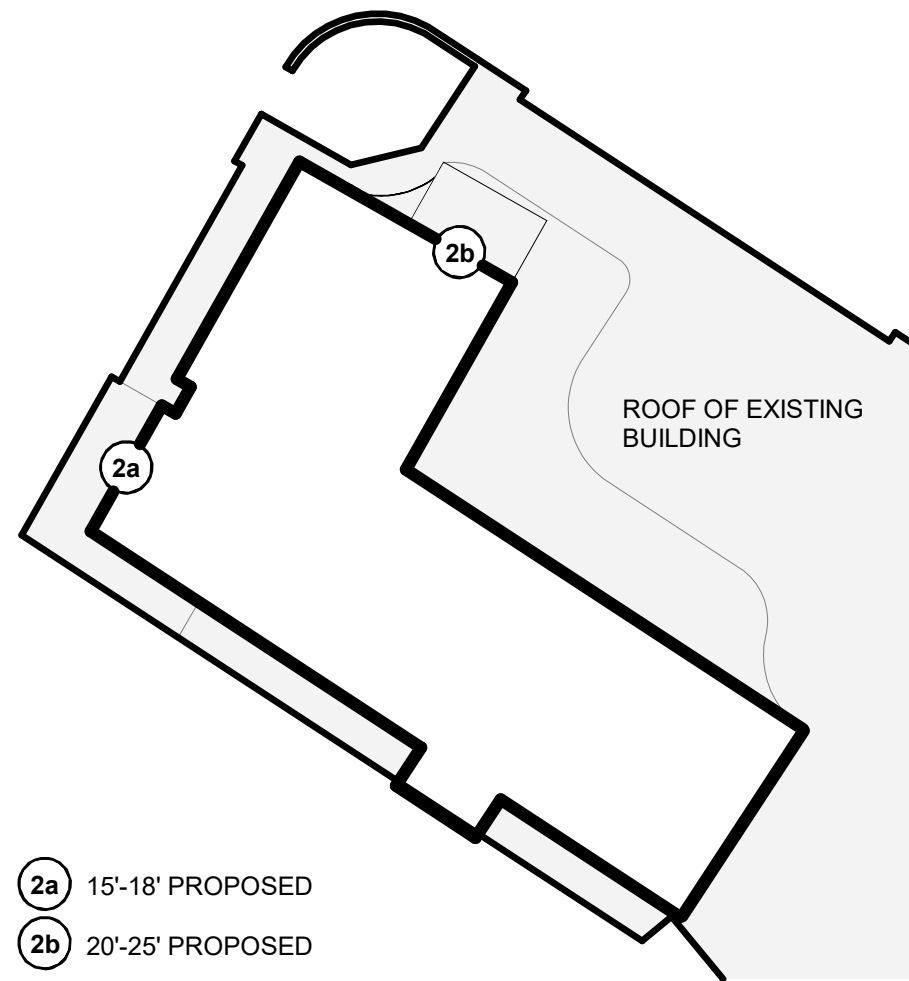 2b
ROOF OF EXISTING
BUILDING
2a
2a 15'-18' PROPOSED
2b 20'-25' PROPOSED